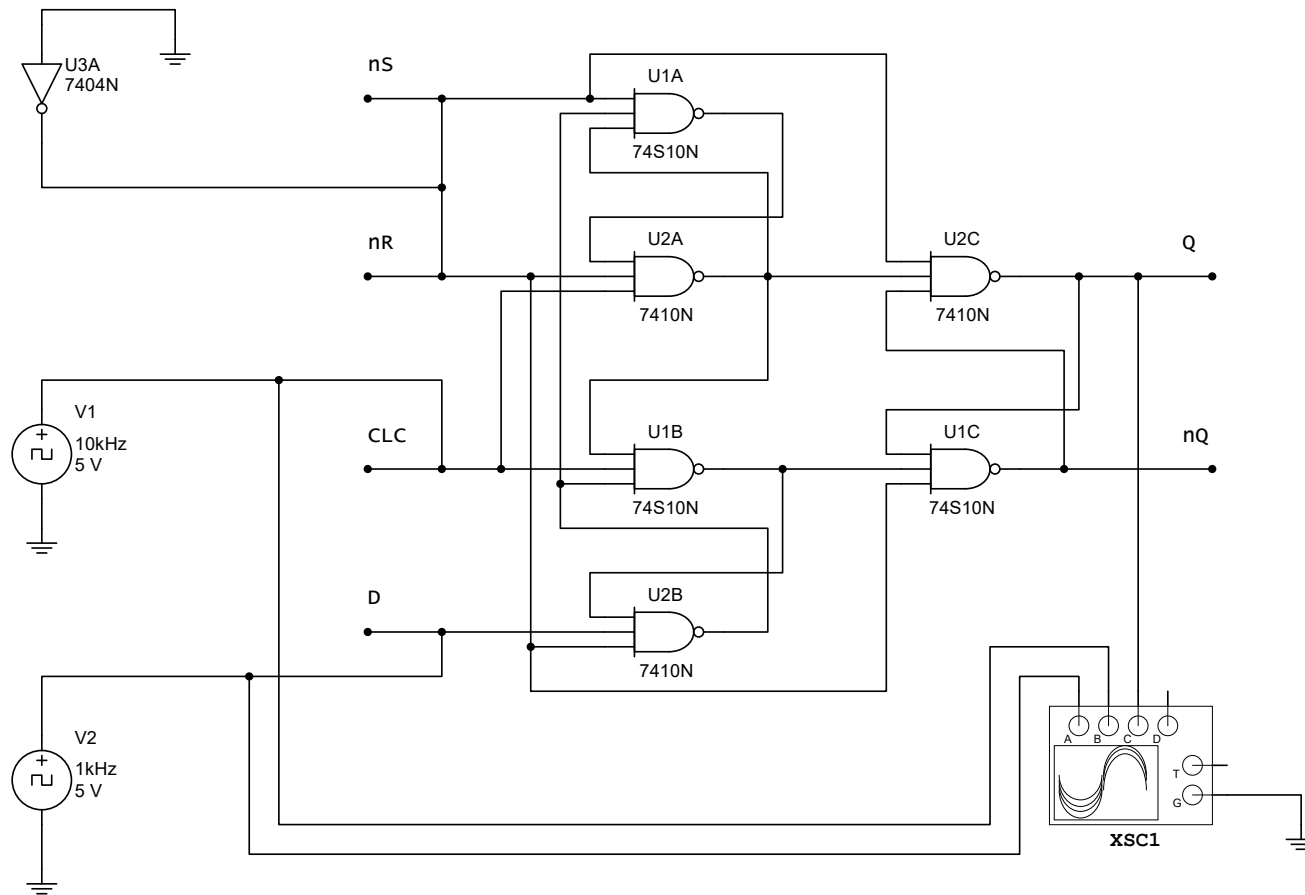 U3A
7404N
nS
U1A
74S10N
nR
U2A
7410N
U2C
7410N
Q
V1
10kHz
5 V
CLC
U1B
74S10N
U1C
74S10N
nQ
D
U2B
7410N
V2
1kHz
5 V
A B C D
T
G
XSC1